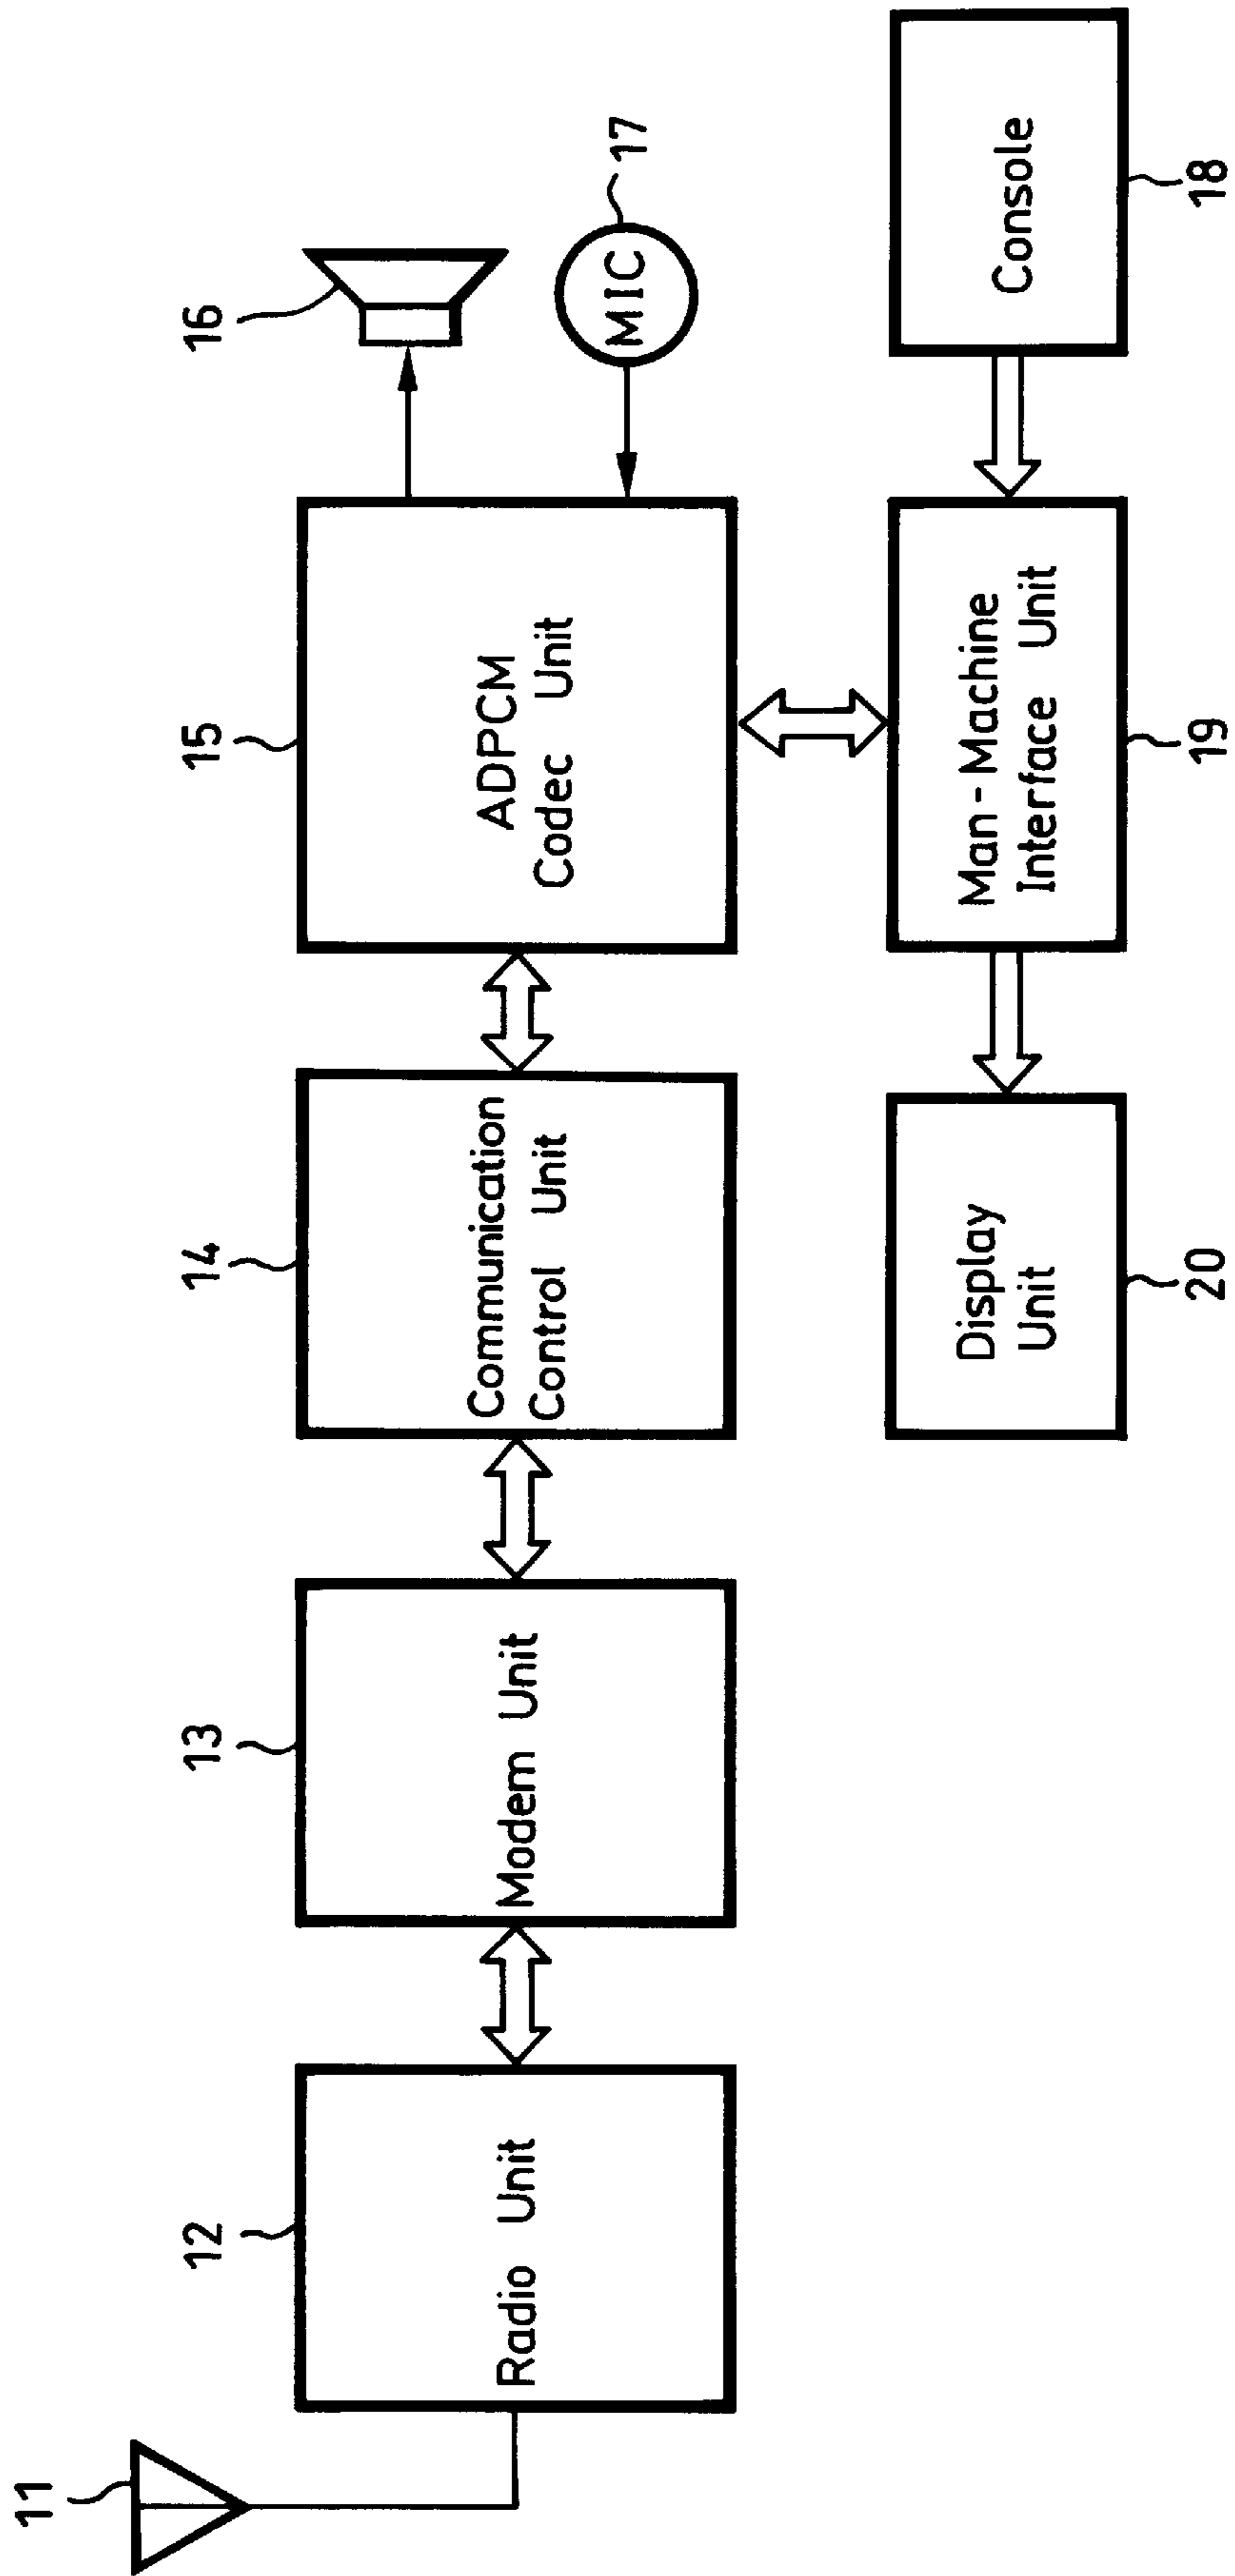 11
12
13
14
15
16
Radio Unit
Modem Unit
Communication
Control Unit
ADPCM
Codec Unit
MIC
17
Display
Unit
Man-Machine
Interface Unit
Console
20
19
18